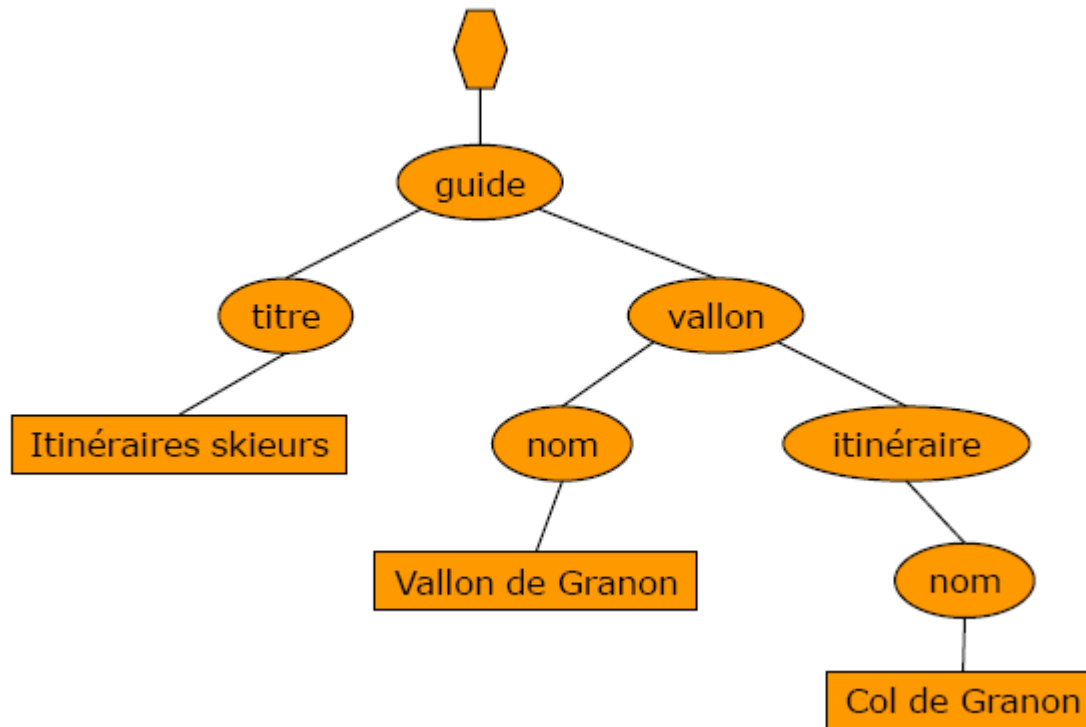 guide
titre
vallon
Itinéraires skieurs
nom
itinéraire
Vallon de Granon
nom
Col de Granon